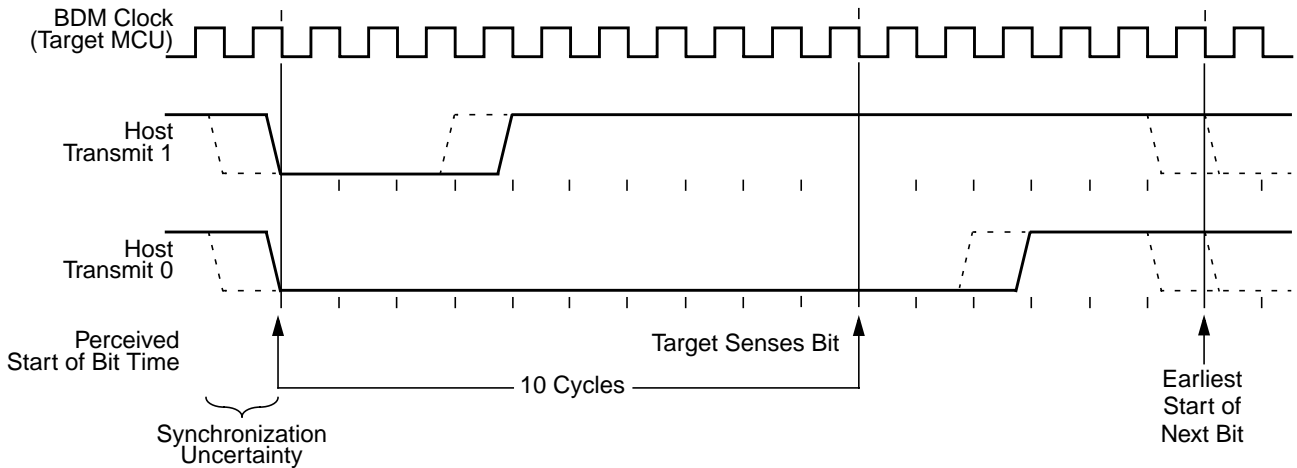 BDM Clock
(Target MCU)
Host
Transmit 1
Host
Transmit 0
Perceived
Start of Bit Time
Target Senses Bit
10 Cycles
Earliest
Start of
Next Bit
Synchronization
Uncertainty